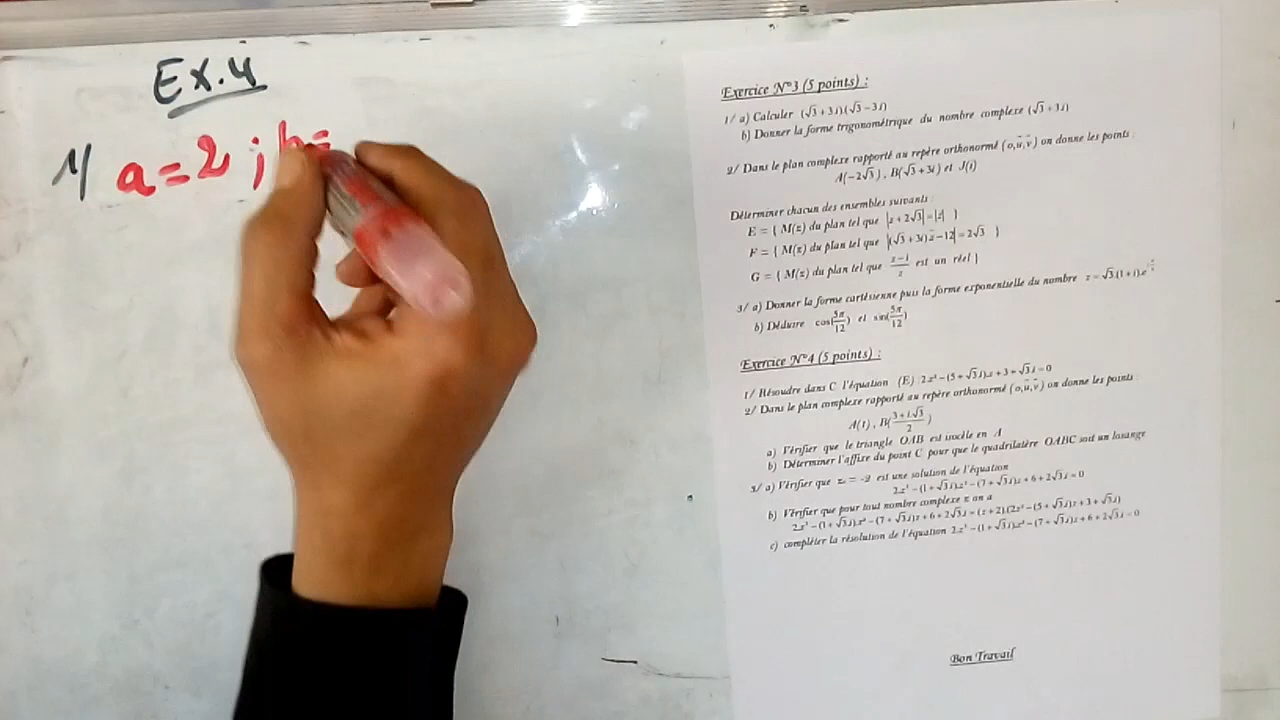 Ex.4
1/ a=2 ; b=
Exercice N°3 (5 points) :
1/ a) Calculer (√3 + 3i)(√3 − 3i)
b) Donner la forme trigonométrique du nombre complexe (√3 + 3i)
2/ Dans le plan complexe rapporté au repère orthonormé (o,u,v) on donne les points :
A(−2√3) , B(√3 + 3i) et J(i)
Déterminer chacun des ensembles suivants :
E = { M(z) du plan tel que |z + 2√3| = |z| }
F = { M(z) du plan tel que |(√3 + 3i)z − 12| = 2√3 }
G = { M(z) du plan tel que (z − i)/z est un réel }
3/ a) Donner la forme cartésienne puis la forme exponentielle du nombre z = √3(1 + i).e
b) Déduire cos(5π/12) et sin(5π/12)
Exercice N°4 (5 points) :
1/ Résoudre dans C l'équation (E) : 2z² − (5 + √3i).z + 3 + √3i = 0
2/ Dans le plan complexe rapporté au repère orthonormé (o,u,v) on donne les points :
A(1) , B((3 + i√3)/2)
a) Vérifier que le triangle OAB est isocèle en A
b) Déterminer l'affixe du point C pour que le quadrilatère OABC soit un losange
3/ a) Vérifier que z₀ = −2 est une solution de l'équation
2z³ − (1 + √3i).z² − (7 + √3i)z + 6 + 2√3i = 0
b) Vérifier que pour tout nombre complexe z on a
2z³ − (1 + √3i).z² − (7 + √3i)z + 6 + 2√3i = (z + 2).(2z² − (5 + √3i)z + 3 + √3i)
c) compléter la résolution de l'équation 2z³ − (1 + √3i).z² − (7 + √3i)z + 6 + 2√3i = 0
Bon Travail